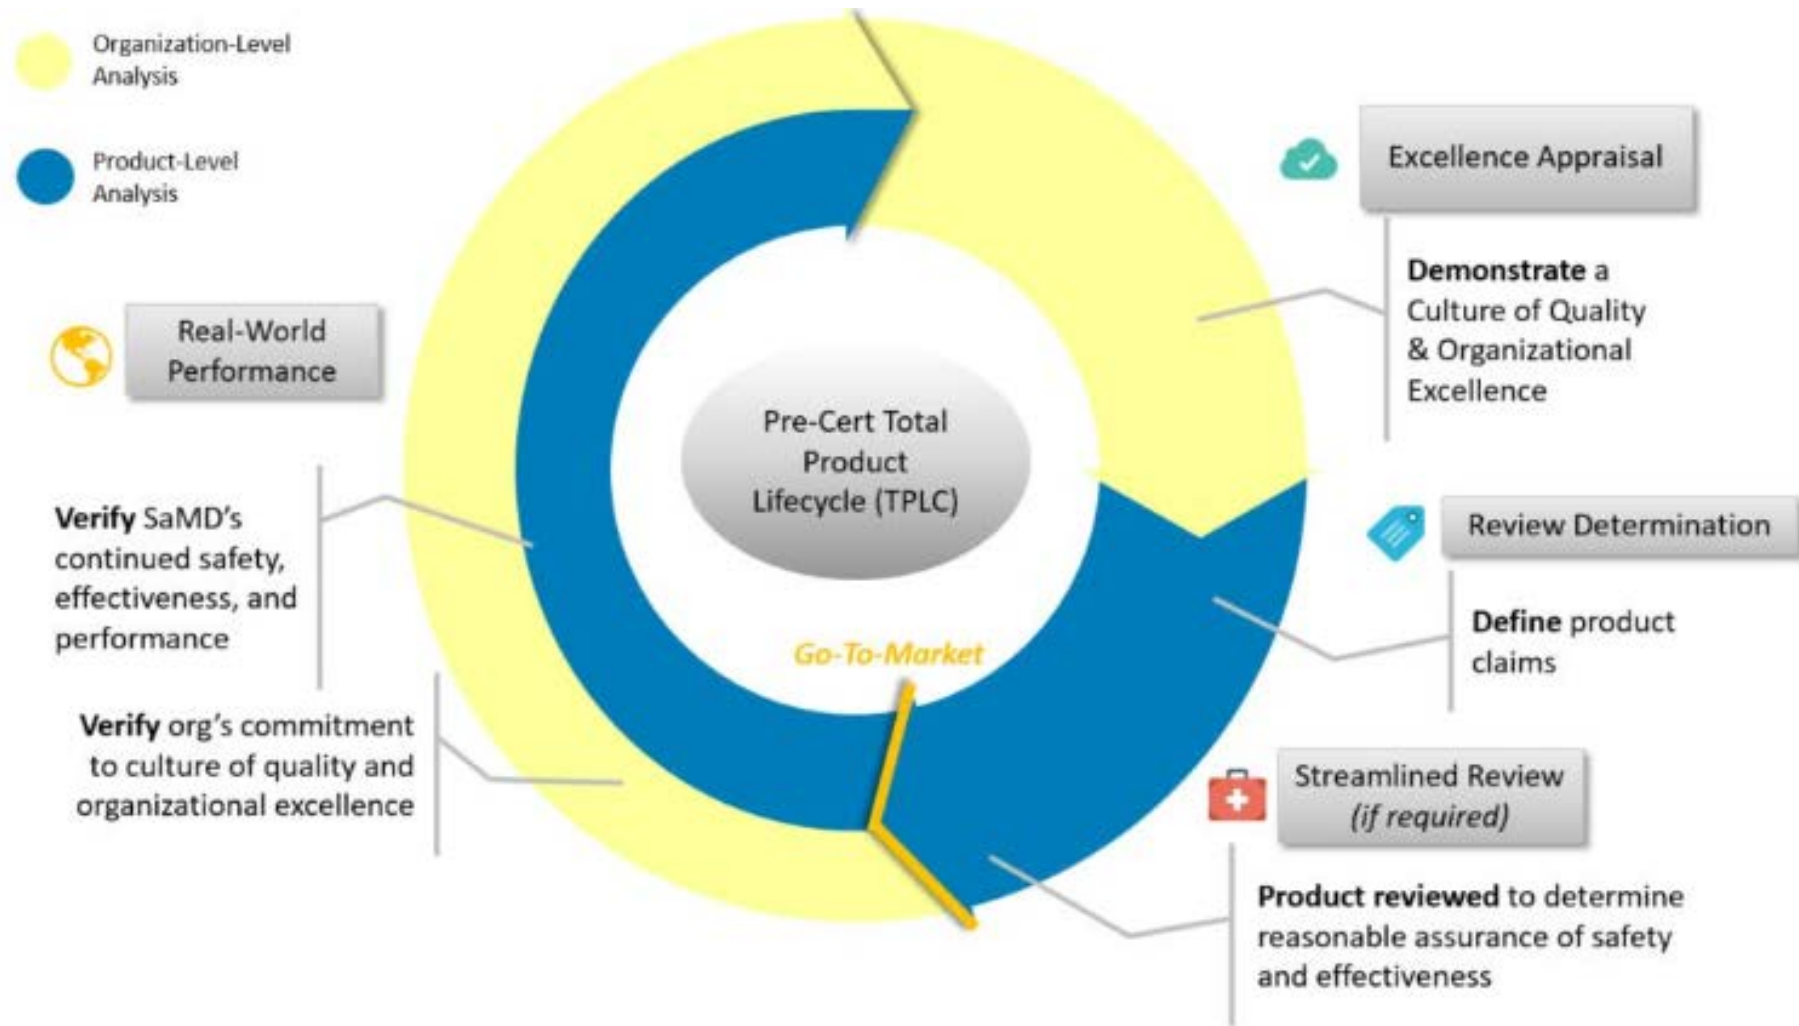 Organization-Level
Analysis
Product-Level
Analysis
Excellence Appraisal
Demonstrate a
Culture of Quality
& Organizational
Excellence
Real-World
Performance
Pre-Cert Total
Product
Lifecycle (TPLC)
Verify SaMD's
continued safety,
effectiveness, and
performance
Review Determination
Define product
claims
Go-To-Market
Verify org's commitment
to culture of quality and
organizational excellence
Streamlined Review
(if required)
Product reviewed to determine
reasonable assurance of safety
and effectiveness